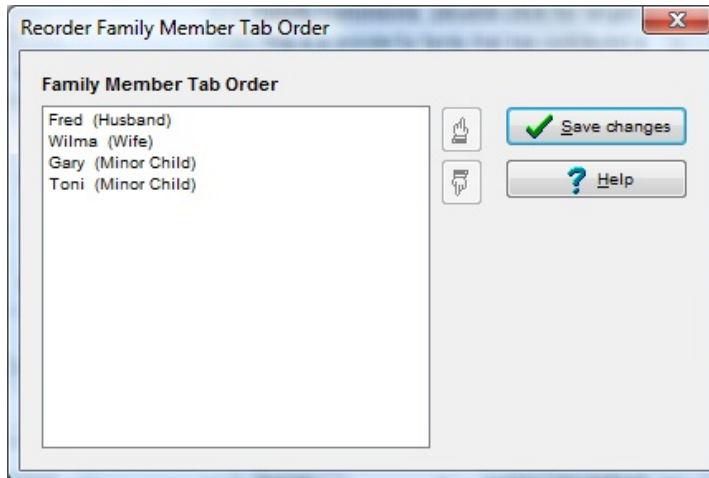 Reorder Family Member Tab Order
Family Member Tab Order
Fred (Husband)
Wilma (Wife)
Gary (Minor Child)
Toni (Minor Child)
Save changes
Help